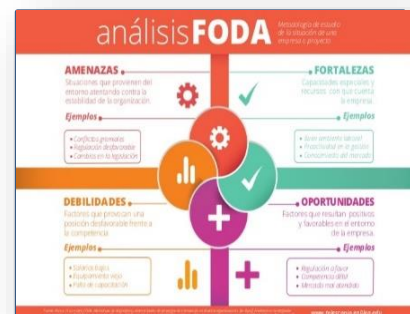 análisis FODA
Metodología de estudio
de la situación de una
empresa o proyecto
AMENAZAS
Situaciones que provienen del
entorno atentando contra la
estabilidad de la organización.
Ejemplos
• Conflictos gremiales
• Regulación desfavorable
• Cambios en la legislación
FORTALEZAS
Capacidades especiales y
recursos con que cuenta
la empresa.
Ejemplos
• Buen ambiente laboral
• Proactividad en la gestión
• Conocimiento del mercado
DEBILIDADES
Factores que provocan una
posición desfavorable frente a
la competencia.
Ejemplos
• Salarios bajos
• Equipamiento viejo
• Falta de capacitación
OPORTUNIDADES
Factores que resultan positivos
y favorables en el entorno
de la empresa.
Ejemplos
• Regulación a favor
• Competencia débil
• Mercado mal atendido